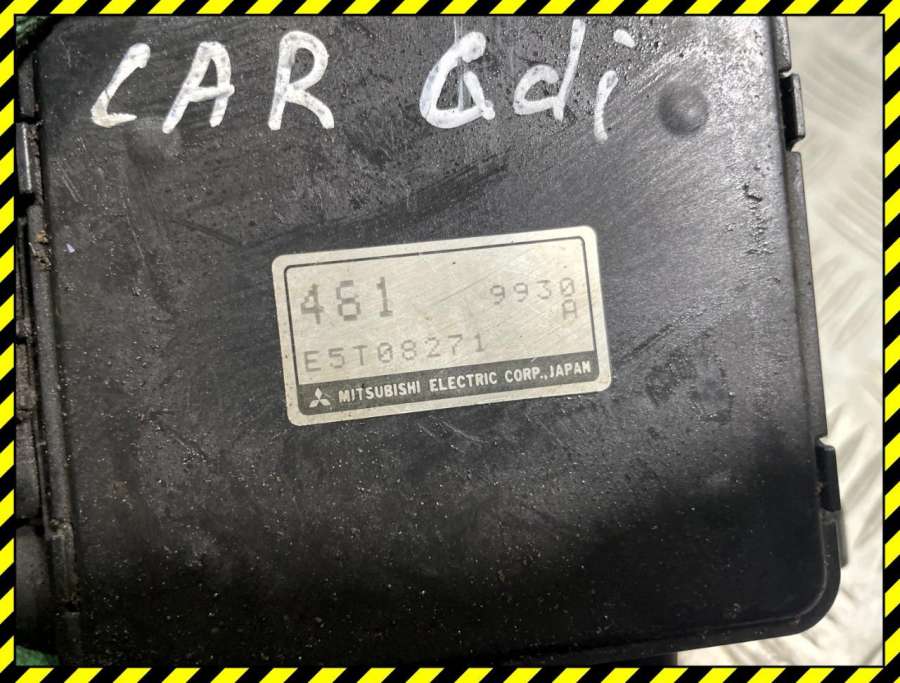 CAR Gdi
461 9930
A
E5T08271
MITSUBISHI ELECTRIC CORP., JAPAN